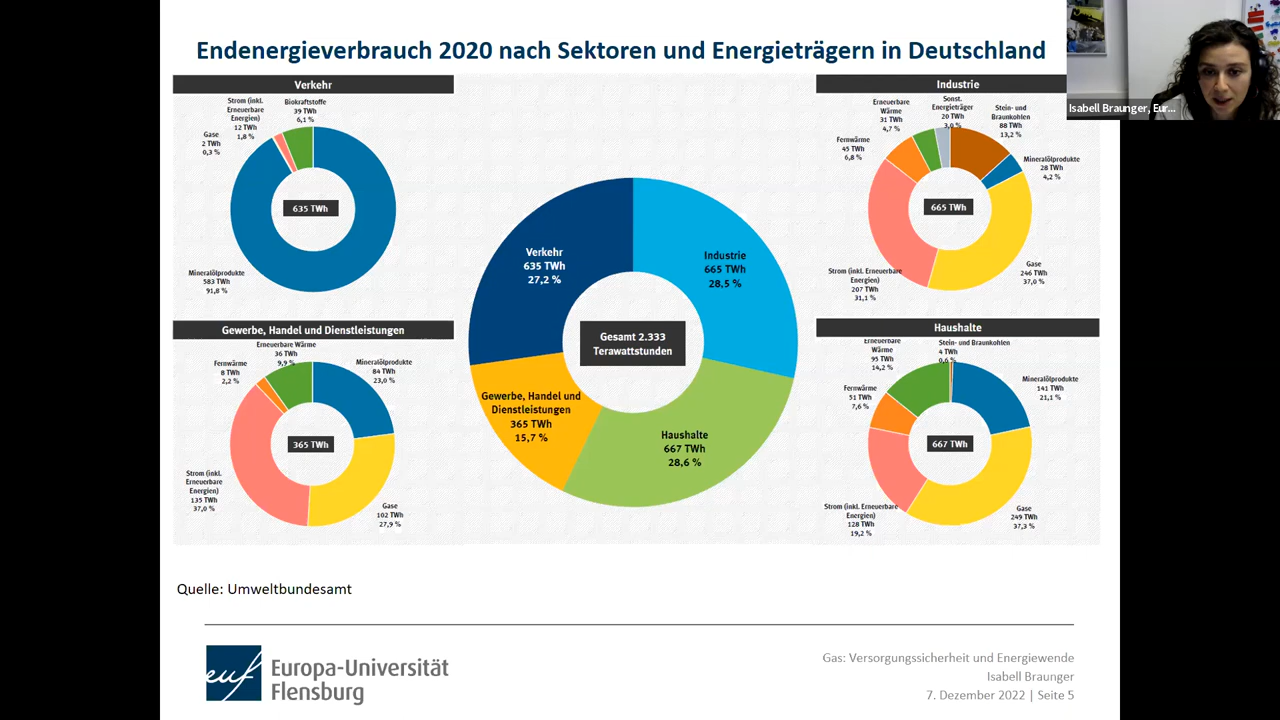 Endenergieverbrauch 2020 nach Sektoren und Energieträgern in Deutschland
Isabell Braunger, Eur...
Verkehr
Strom (inkl.
Erneuerbare
Energien)
12 TWh
1,8 %
Biokraftstoffe
39 TWh
6,1 %
Gase
2 TWh
0,3 %
635 TWh
Mineralölprodukte
583 TWh
91,8 %
Industrie
Erneuerbare
Wärme
31 TWh
4,7 %
Sonst.
Energieträger
20 TWh
3,0 %
Stein- und
Braunkohlen
88 TWh
13,2 %
Fernwärme
45 TWh
6,8 %
Mineralölprodukte
28 TWh
4,2 %
665 TWh
Strom (inkl. Erneuerbare
Energien)
207 TWh
31,1 %
Gase
246 TWh
37,0 %
Verkehr
635 TWh
27,2 %
Industrie
665 TWh
28,5 %
Gesamt 2.333
Terawattstunden
Gewerbe, Handel und
Dienstleistungen
365 TWh
15,7 %
Haushalte
667 TWh
28,6 %
Gewerbe, Handel und Dienstleistungen
Erneuerbare Wärme
36 TWh
9,9 %
Fernwärme
8 TWh
2,2 %
Mineralölprodukte
84 TWh
23,0 %
365 TWh
Strom (inkl.
Erneuerbare
Energien)
135 TWh
37,0 %
Gase
102 TWh
27,9 %
Haushalte
Erneuerbare
Wärme
95 TWh
14,2 %
Stein- und Braunkohlen
4 TWh
0,6 %
Mineralölprodukte
141 TWh
21,1 %
Fernwärme
51 TWh
7,6 %
667 TWh
Strom (inkl. Erneuerbare
Energien)
128 TWh
19,2 %
Gase
249 TWh
37,3 %
Quelle: Umweltbundesamt
euf
Europa-Universität
Flensburg
Gas: Versorgungssicherheit und Energiewende
Isabell Braunger
7. Dezember 2022 | Seite 5